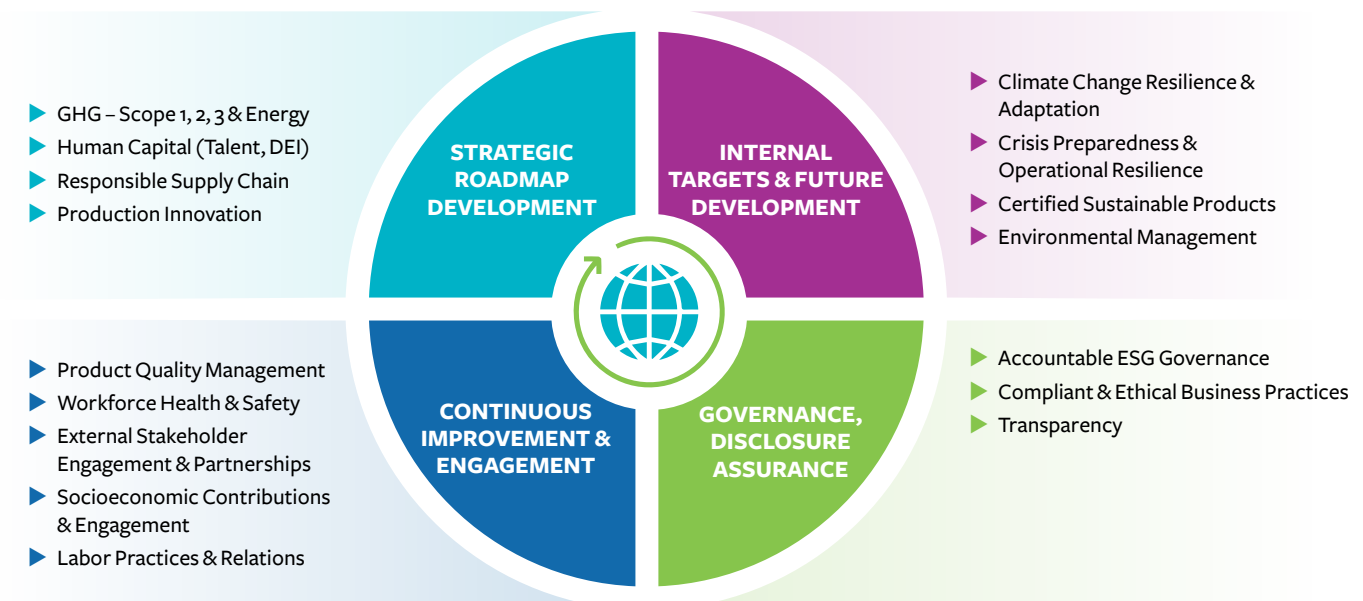 GHG – Scope 1, 2, 3 & Energy
Human Capital (Talent, DEI)
Responsible Supply Chain
Production Innovation
STRATEGIC
ROADMAP
DEVELOPMENT
INTERNAL
TARGETS & FUTURE
DEVELOPMENT
Climate Change Resilience &
Adaptation
Crisis Preparedness &
Operational Resilience
Certified Sustainable Products
Environmental Management
Product Quality Management
Workforce Health & Safety
External Stakeholder
Engagement & Partnerships
Socioeconomic Contributions
& Engagement
Labor Practices & Relations
CONTINUOUS
IMPROVEMENT &
ENGAGEMENT
GOVERNANCE,
DISCLOSURE
ASSURANCE
Accountable ESG Governance
Compliant & Ethical Business Practices
Transparency